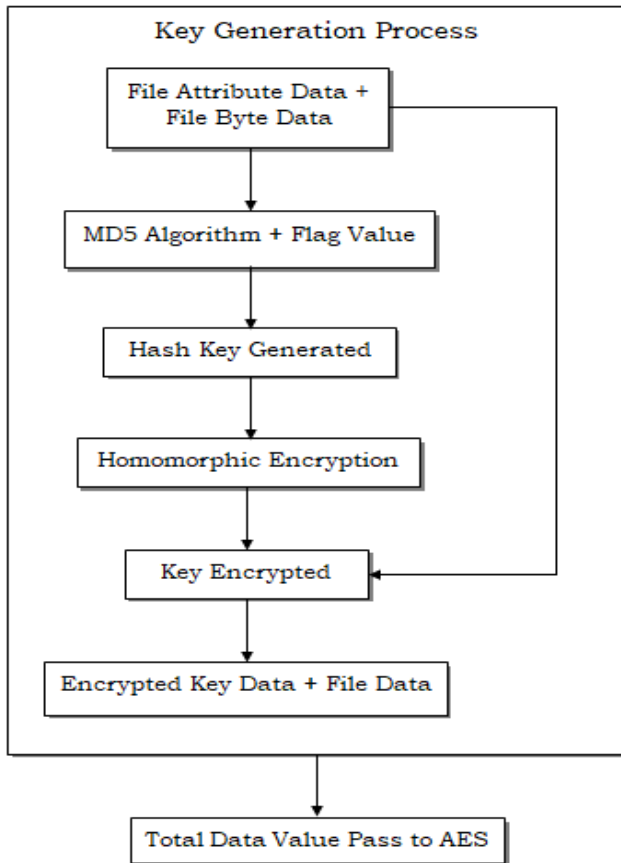 Key Generation Process
File Attribute Data +
File Byte Data
MD5 Algorithm + Flag Value
Hash Key Generated
Homomorphic Encryption
Key Encrypted
Encrypted Key Data + File Data
Total Data Value Pass to AES